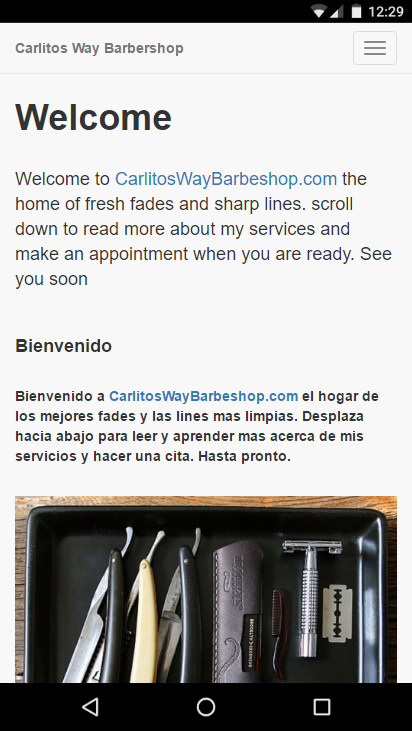 12:29
Carlitos Way Barbershop
Welcome
Welcome to CarlitosWayBarbeshop.com the
home of fresh fades and sharp lines. scroll
down to read more about my services and
make an appointment when you are ready. See
you soon
Bienvenido
Bienvenido a CarlitosWayBarbeshop.com el hogar de
los mejores fades y las lines mas limpias. Desplaza
hacia abajo para leer y aprender mas acerca de mis
servicios y hacer una cita. Hasta pronto.